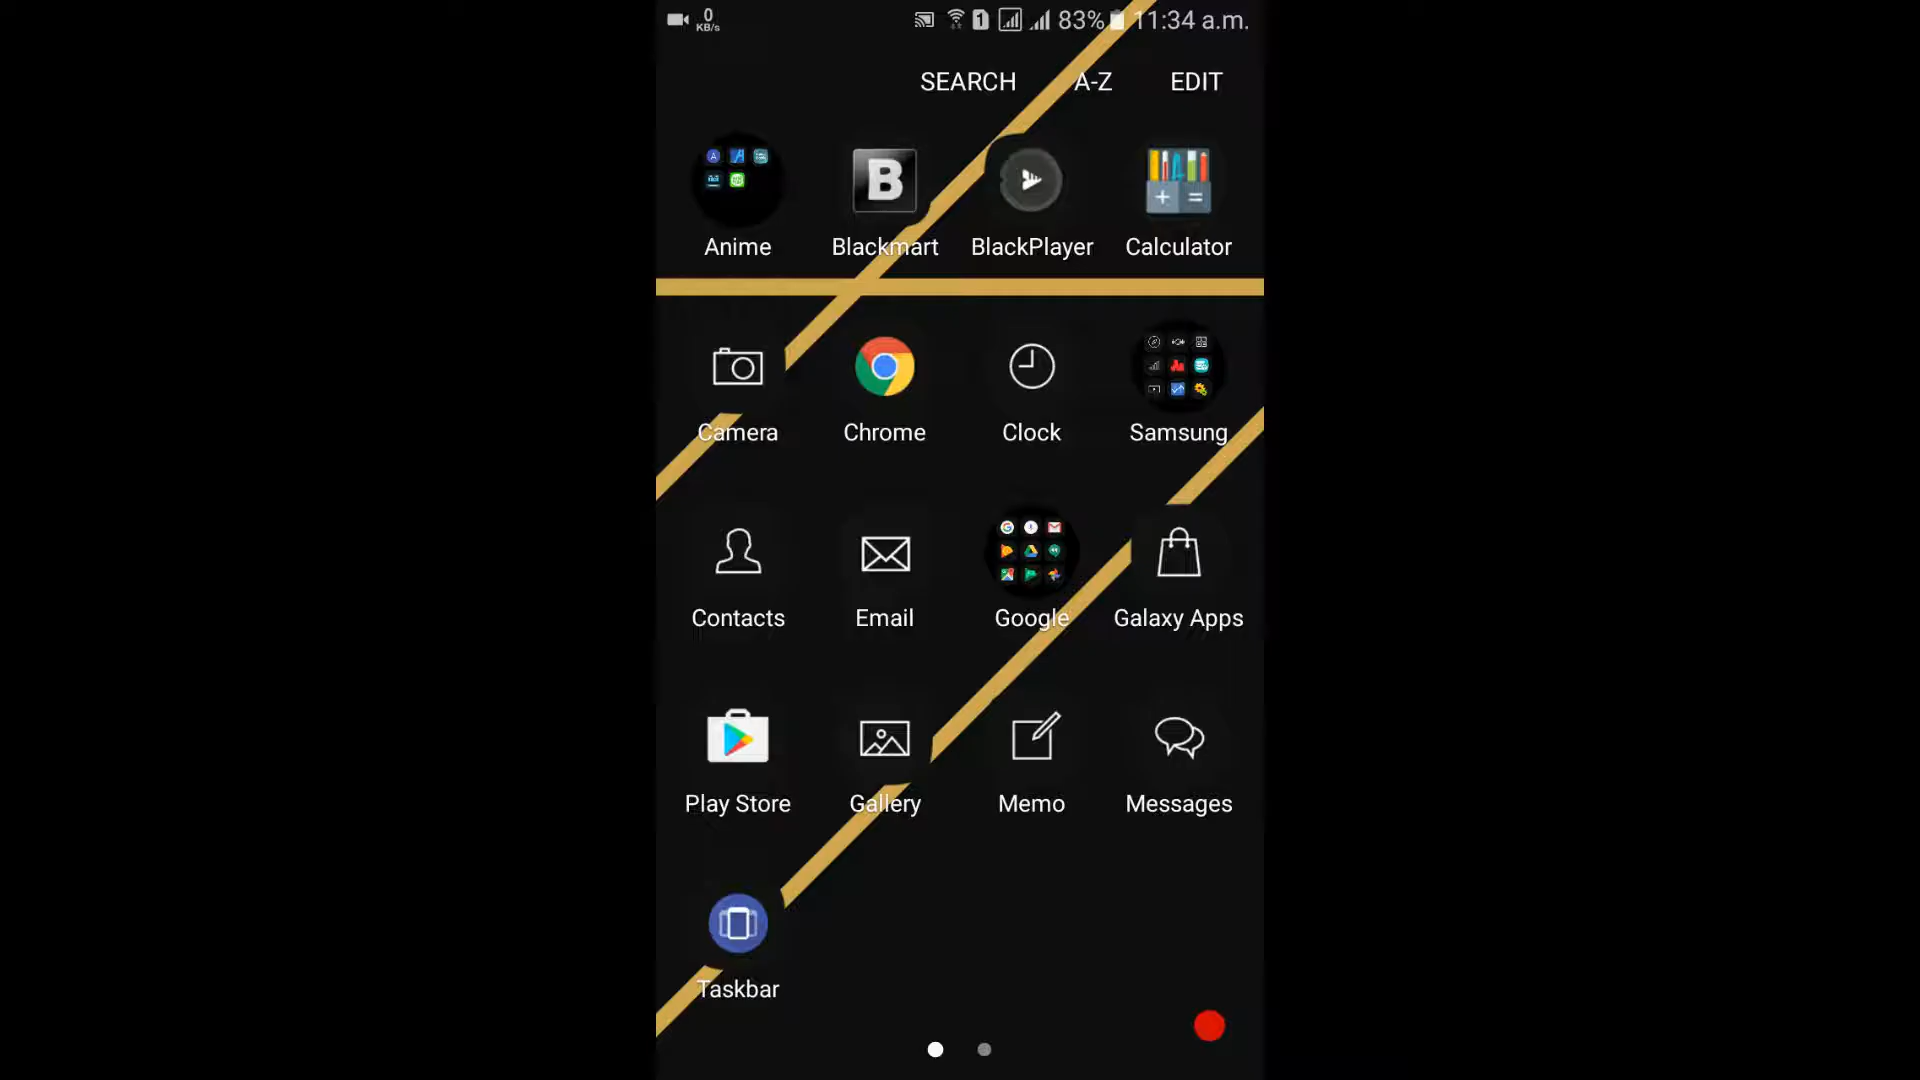 0
KB/s
1
83%
11:34 a.m.
SEARCH
A-Z
EDIT
B
Anime
Blackmart
BlackPlayer
Calculator
Camera
Chrome
Clock
Samsung
Contacts
Email
Google
Galaxy Apps
Play Store
Gallery
Memo
Messages
Taskbar